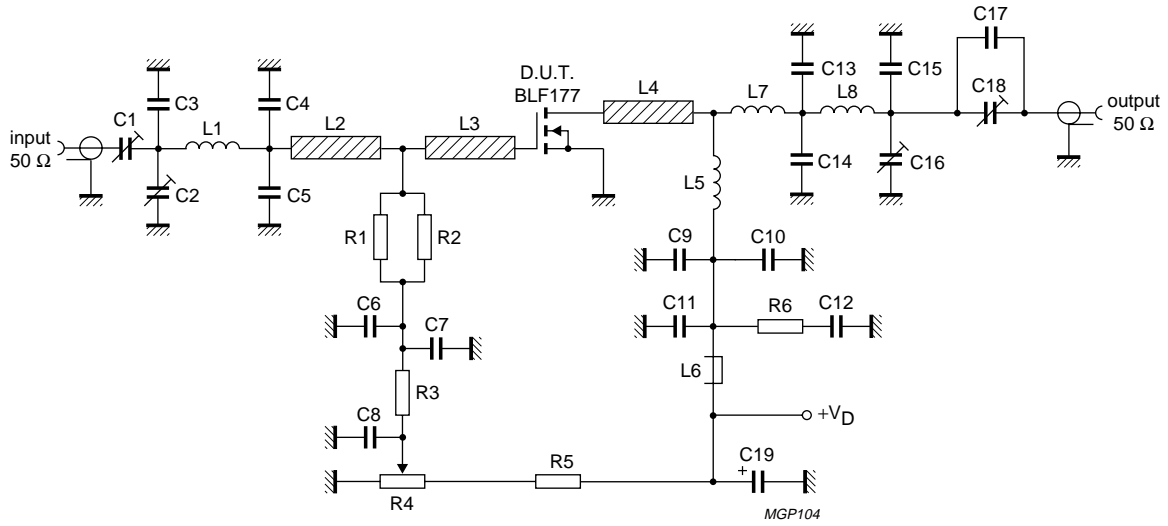 C17
D.U.T.
BLF177
C13
C15
C18
output
50 Ω
C3
C4
L4
L7
L8
C1
input
50 Ω
L1
L2
L3
C14
C16
C2
C5
L5
R1
R2
C9
C10
C6
C7
C11
R6
C12
L6
R3
C8
+VD
C19
+
R5
R4
MGP104